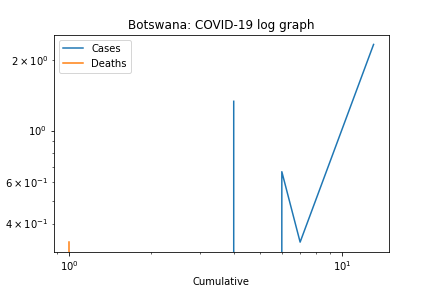 Botswana: COVID-19 log graph
Cases
Deaths
2 × 10⁰
10⁰
6 × 10⁻¹
4 × 10⁻¹
10⁰
10¹
Cumulative